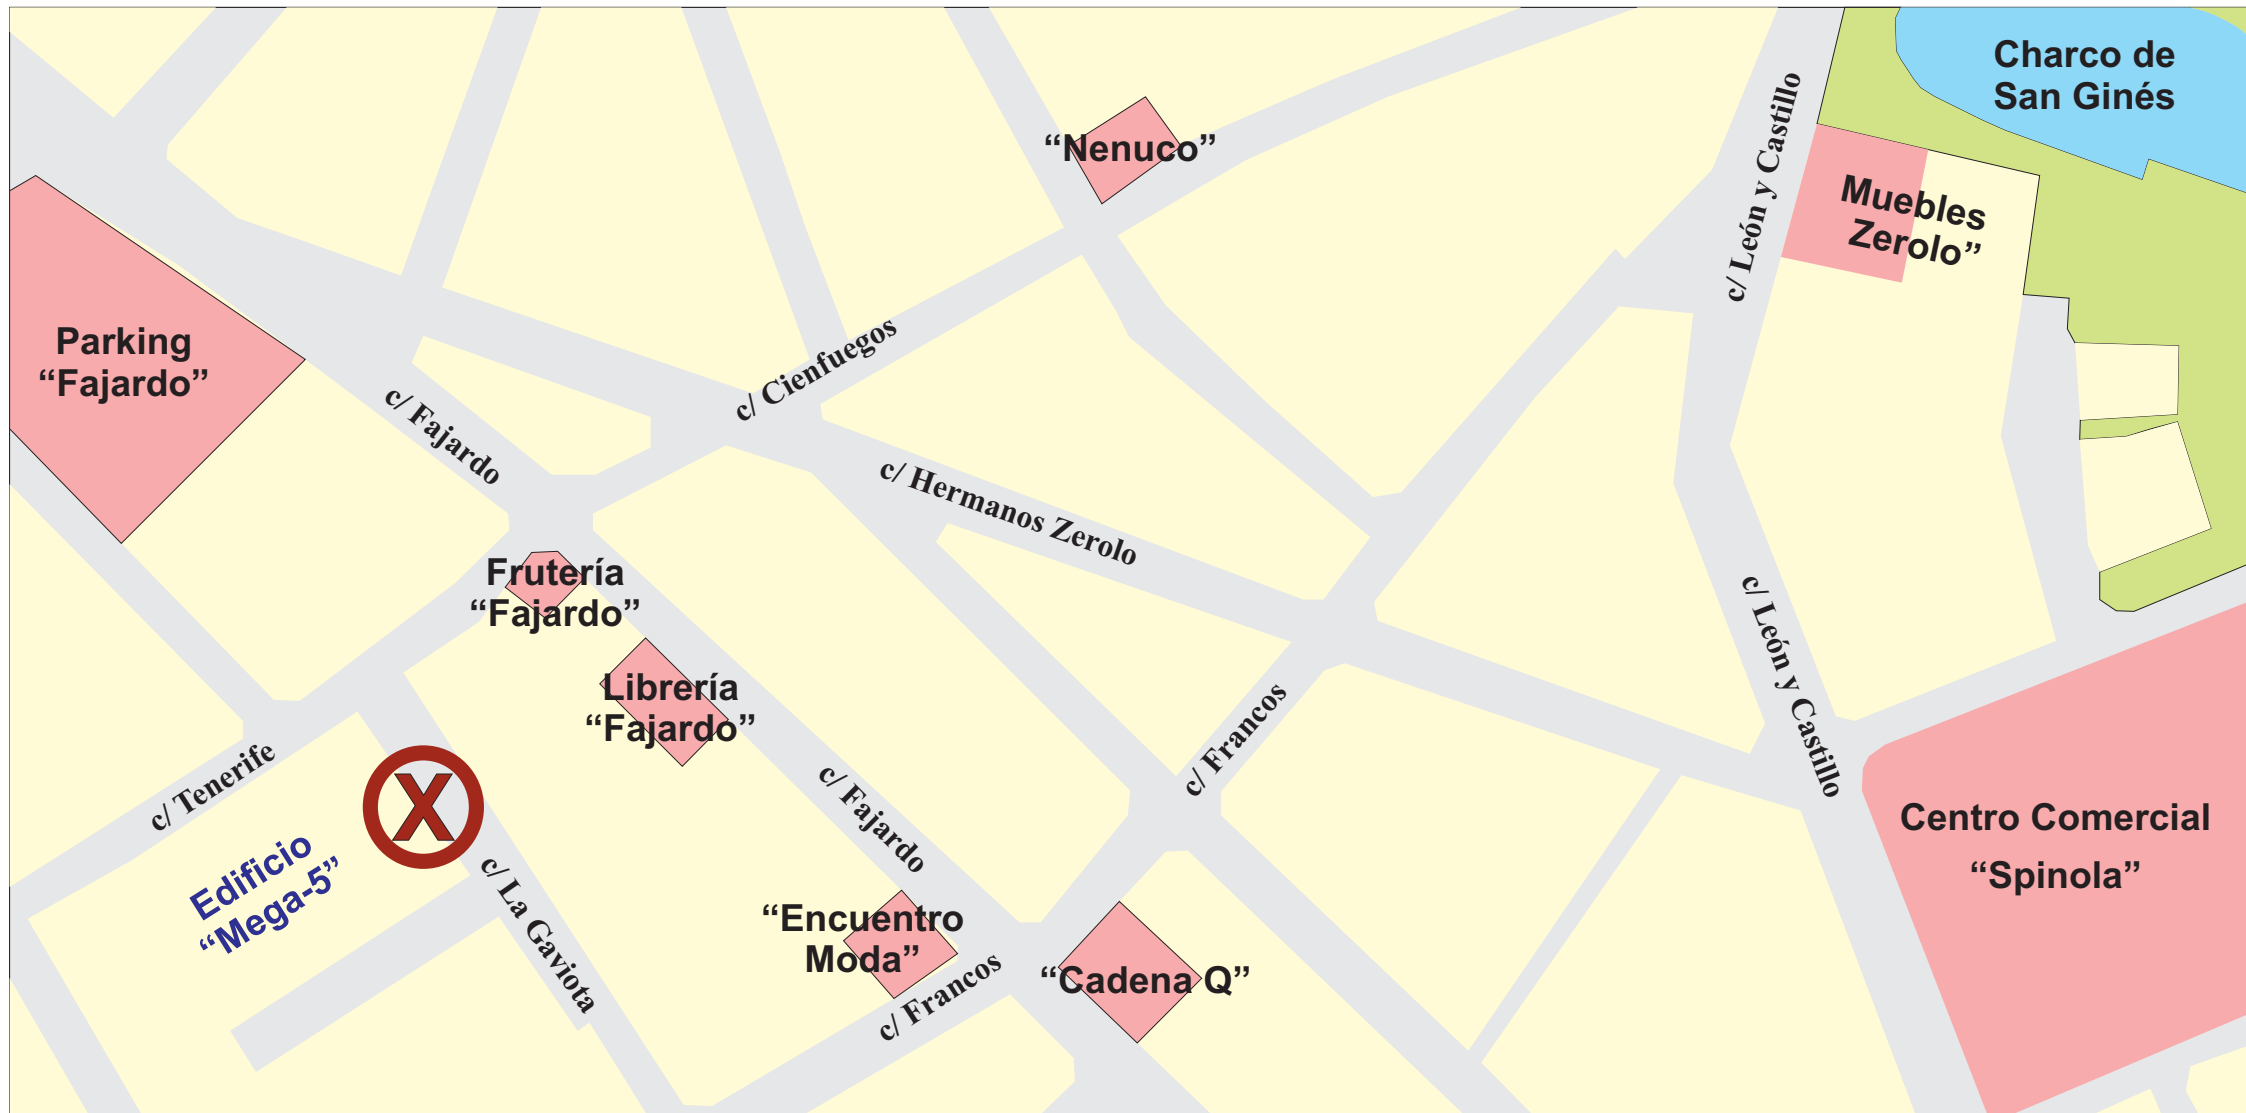 Charco de
San Ginés
“Nenuco”
c/ León y Castillo
Muebles
Zerolo”
Parking
“Fajardo”
c/ Cienfuegos
c/ Fajardo
c/ Hermanos Zerolo
Frutería
“Fajardo”
c/ León y Castillo
Librería
“Fajardo”
c/ Francos
c/ Tenerife
X
c/ Fajardo
Centro Comercial
“Spinola”
Edificio
“Mega-5”
c/ La Gaviota
“Encuentro
Moda”
c/ Francos
“Cadena Q”